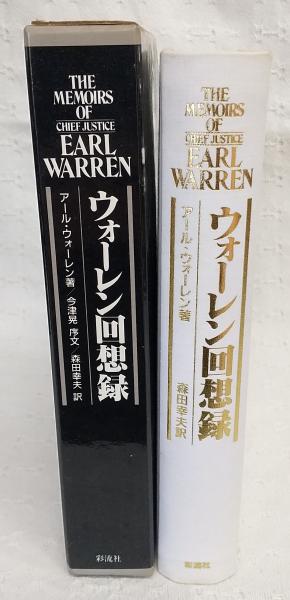 THE
MEMOIRS
OF
CHIEF JUSTICE
EARL
WARREN
ウォーレン回想録
アール・ウォーレン著／今津晃 序文／森田幸夫 訳
彩流社
THE
MEMOIRS
OF
CHIEF JUSTICE
EARL
WARREN
ウォーレン回想録
アール・ウォーレン著
森田幸夫訳
彩流社